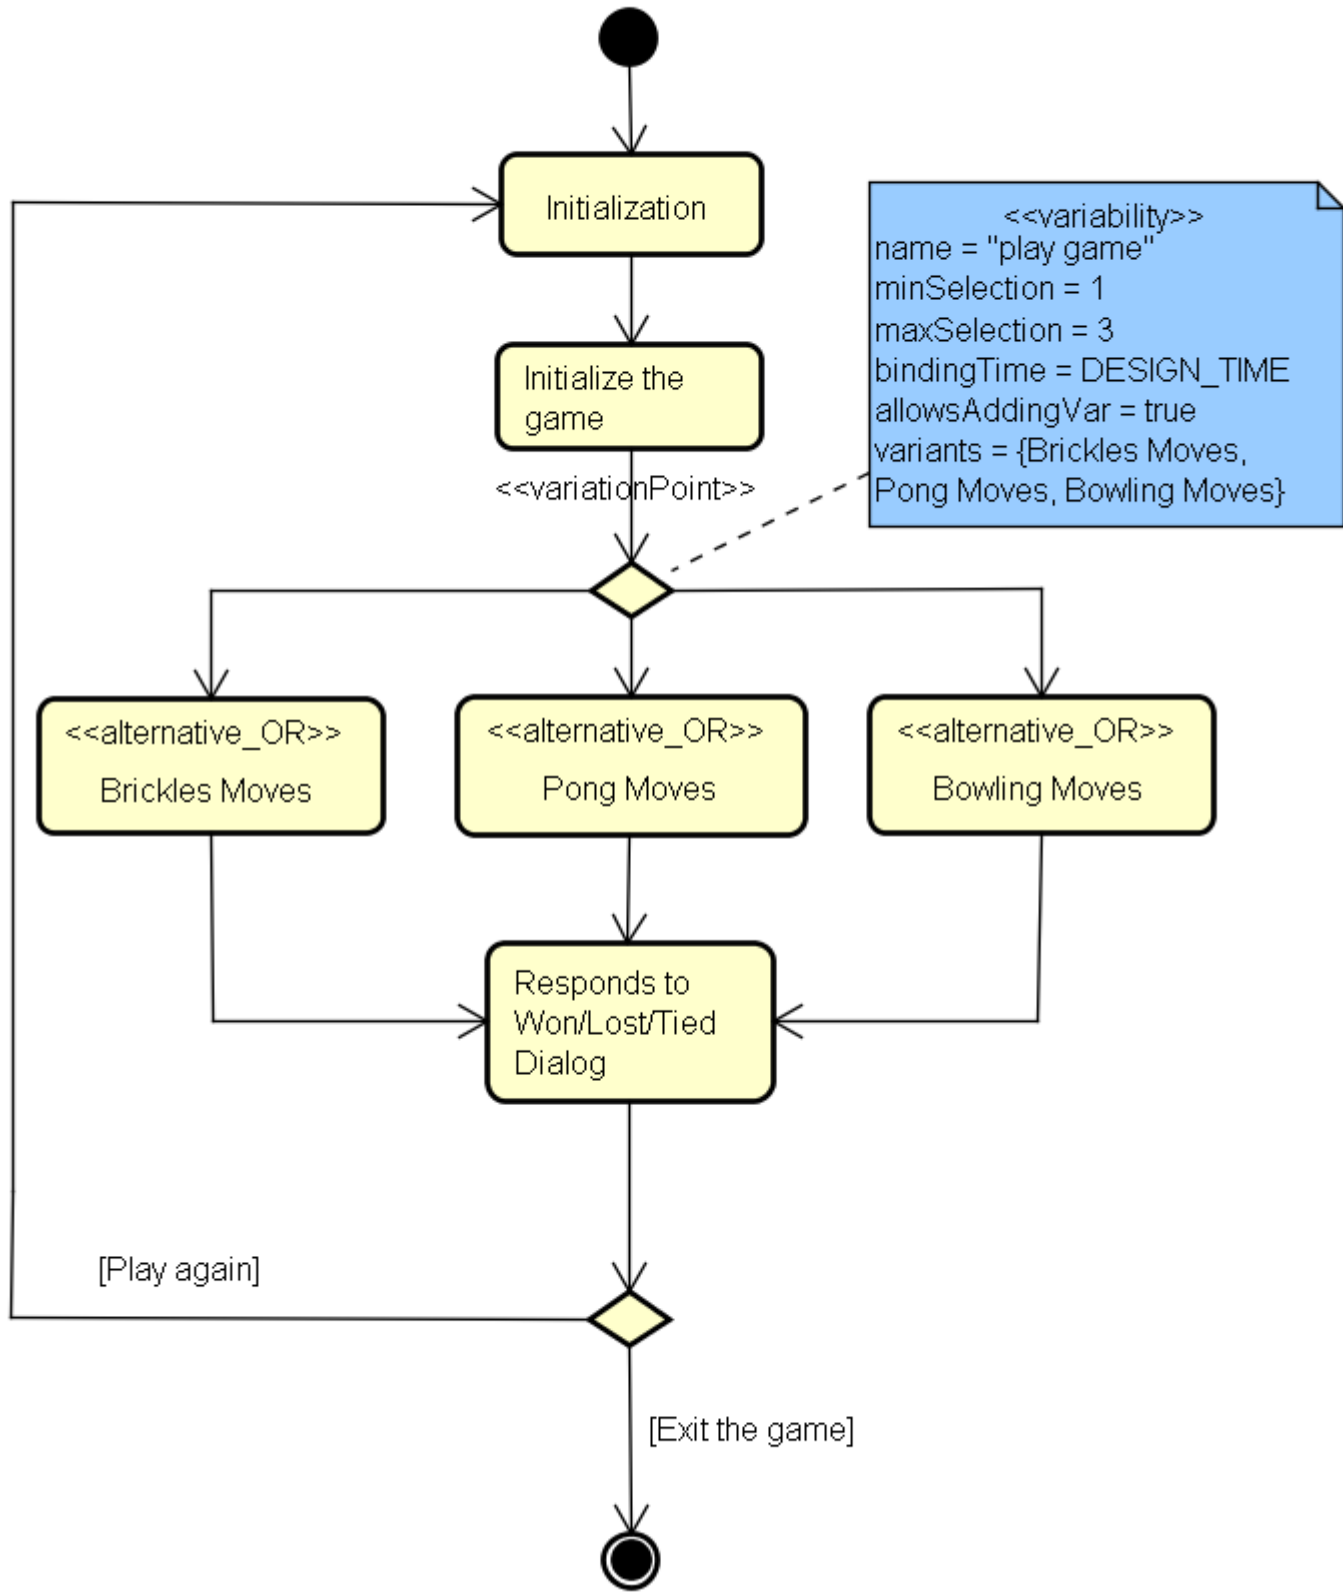 Initialization
<<variability>>
name = "play game"
minSelection = 1
maxSelection = 3
bindingTime = DESIGN_TIME
allowsAddingVar = true
variants = {Brickles Moves,
Pong Moves, Bowling Moves}
Initialize the
game
<<variationPoint>>
<<alternative_OR>>
Brickles Moves
<<alternative_OR>>
Pong Moves
<<alternative_OR>>
Bowling Moves
Responds to
Won/Lost/Tied
Dialog
[Play again]
[Exit the game]